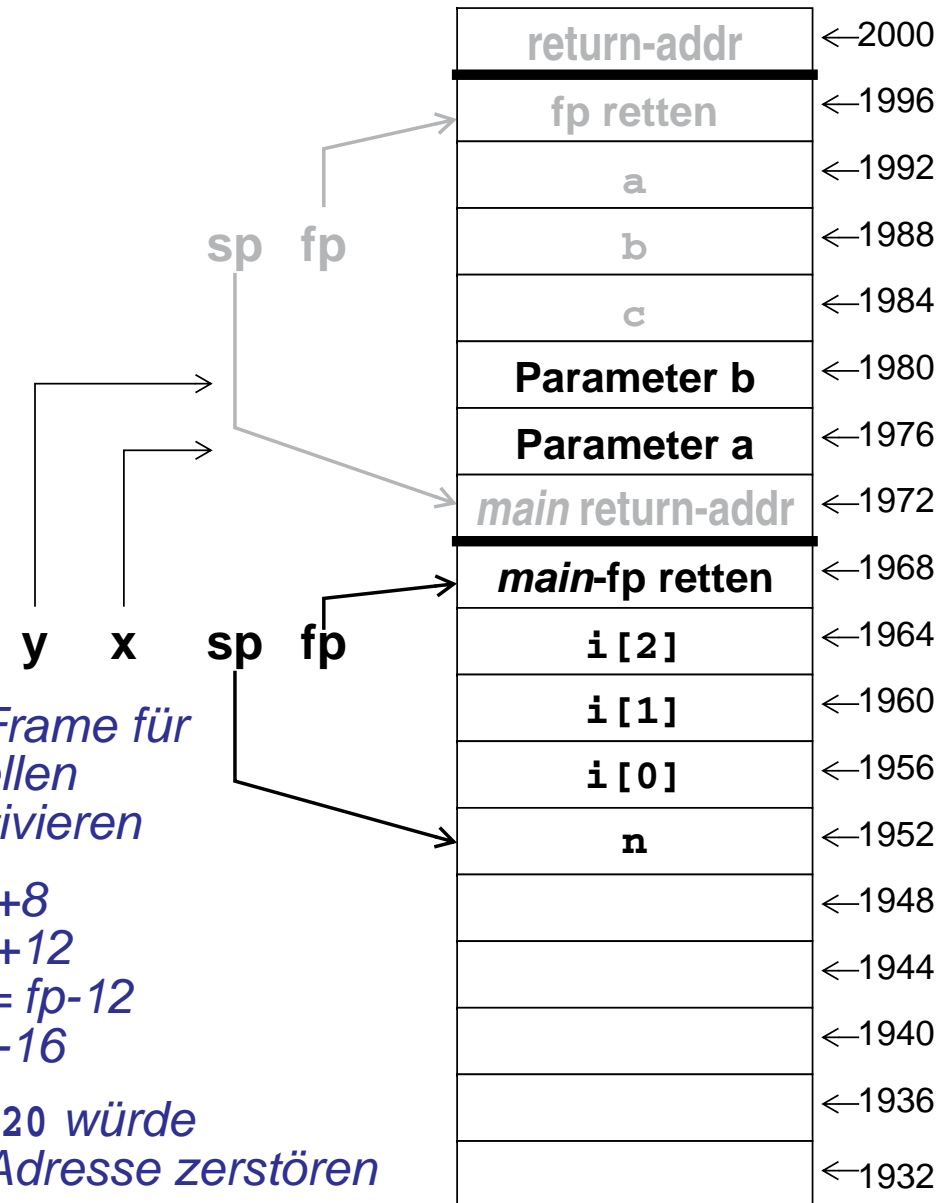 return-addr ←2000
fp retten ←1996
a ←1992
sp fp b ←1988
c ←1984
Parameter b ←1980
Parameter a ←1976
main return-addr ←1972
main-fp retten ←1968
y x sp fp i[2] ←1964
i[1] ←1960
Frame für
i[0] ←1956
n ←1952
+8
←1948
+12
←1944
= fp-12
←1940
-16
←1936
20 würde
Adresse zerstören ←1932